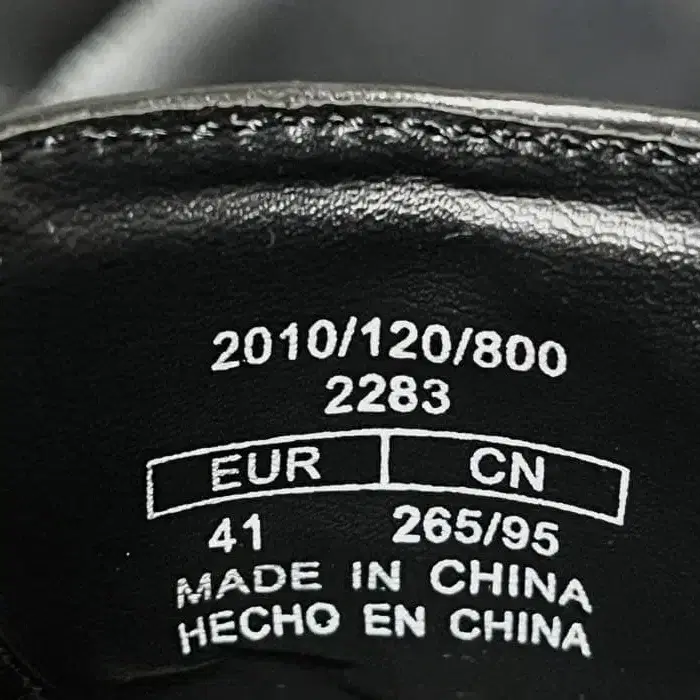 2010/120/800
2283
EUR CN
41 265/95
MADE IN CHINA
HECHO EN CHINA